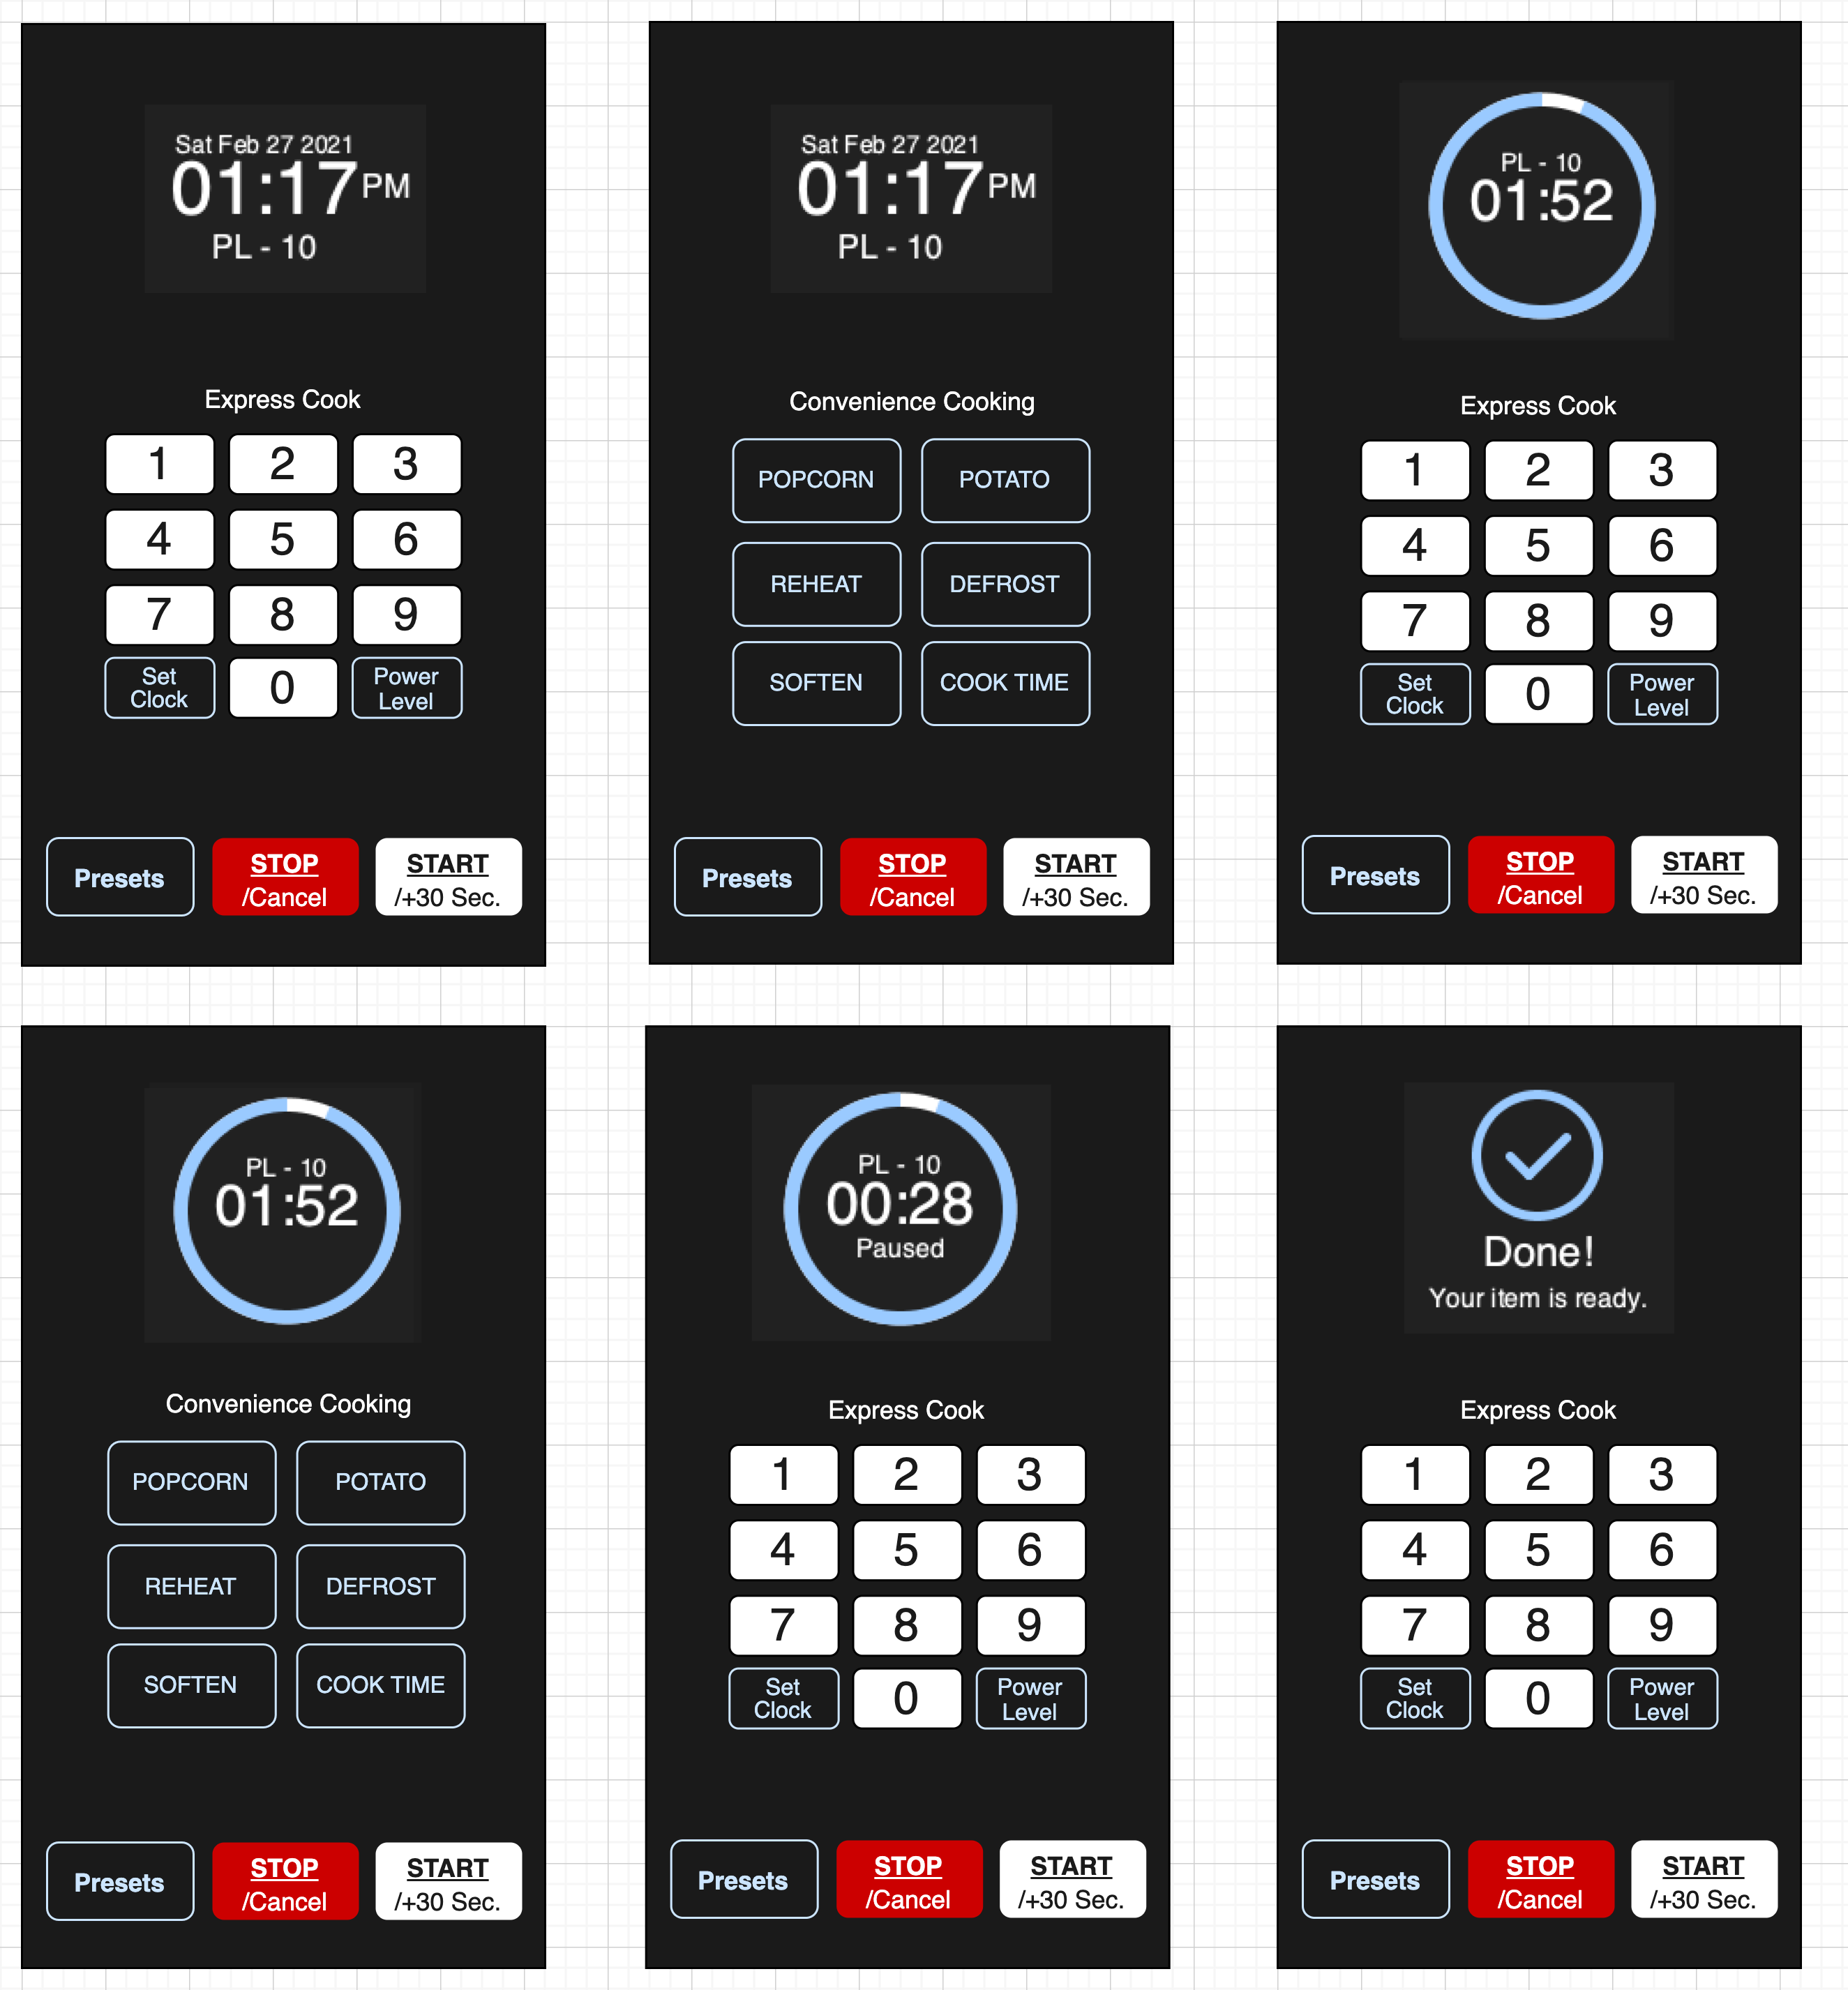 Sat Feb 27 2021
01:17 PM
PL - 10
Express Cook
1 2 3
4 5 6
7 8 9
Set
Clock
0
Power
Level
Presets
STOP
/Cancel
START
/+30 Sec.
Sat Feb 27 2021
01:17 PM
PL - 10
Convenience Cooking
POPCORN POTATO
REHEAT DEFROST
SOFTEN COOK TIME
Presets
STOP
/Cancel
START
/+30 Sec.
PL - 10
01:52
Express Cook
1 2 3
4 5 6
7 8 9
Set
Clock
0
Power
Level
Presets
STOP
/Cancel
START
/+30 Sec.
PL - 10
01:52
Convenience Cooking
POPCORN POTATO
REHEAT DEFROST
SOFTEN COOK TIME
Presets
STOP
/Cancel
START
/+30 Sec.
PL - 10
00:28
Paused
Express Cook
1 2 3
4 5 6
7 8 9
Set
Clock
0
Power
Level
Presets
STOP
/Cancel
START
/+30 Sec.
Done!
Your item is ready.
Express Cook
1 2 3
4 5 6
7 8 9
Set
Clock
0
Power
Level
Presets
STOP
/Cancel
START
/+30 Sec.